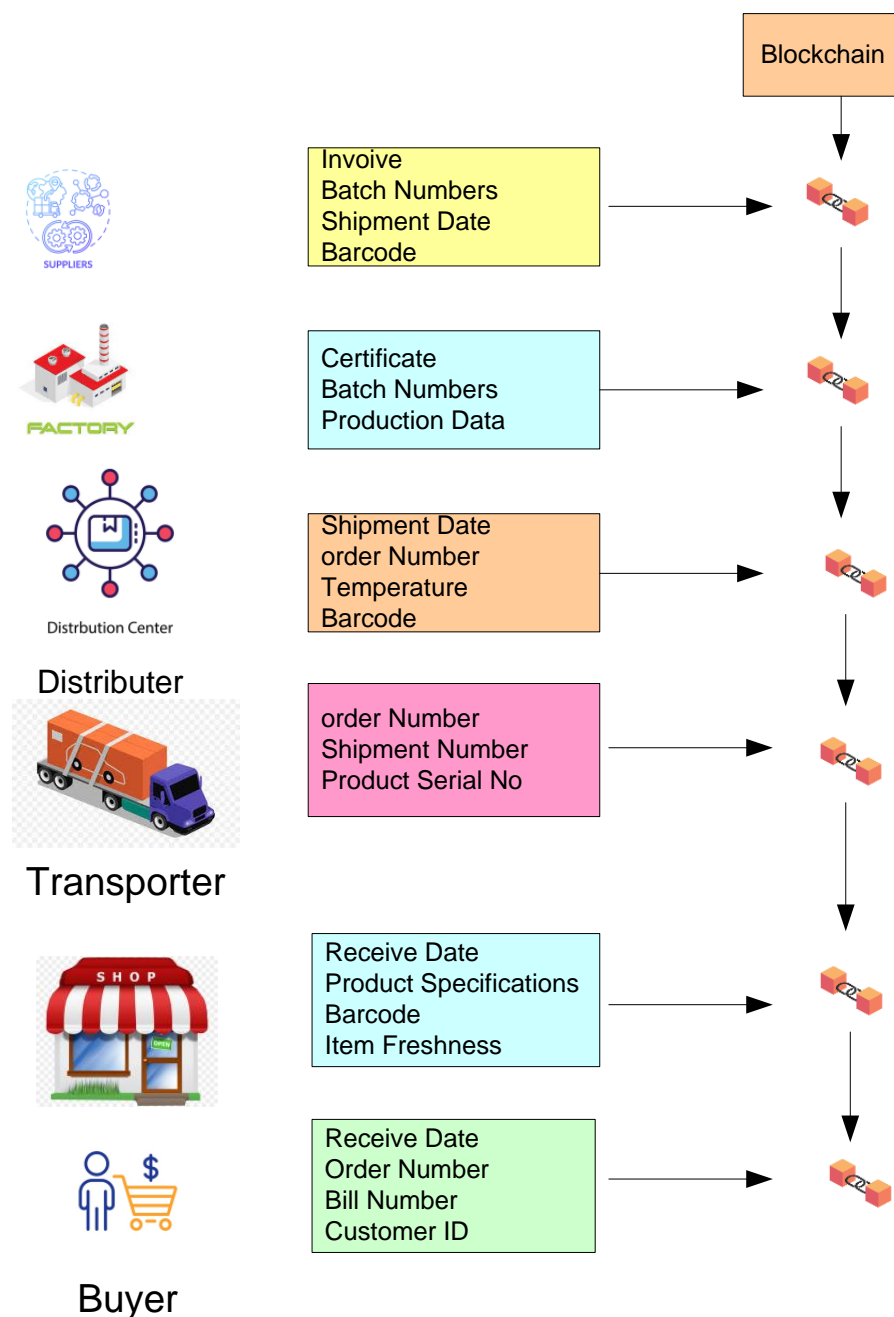 Blockchain
Invoive
Batch Numbers
Shipment Date
Barcode
SUPPLIERS
Certificate
Batch Numbers
Production Data
FACTORY
Shipment Date
order Number
Temperature
Barcode
Distrbution Center
Distributer
order Number
Shipment Number
Product Serial No
Transporter
SHOP
OPEN
Receive Date
Product Specifications
Barcode
Item Freshness
Receive Date
Order Number
Bill Number
Customer ID
$
Buyer